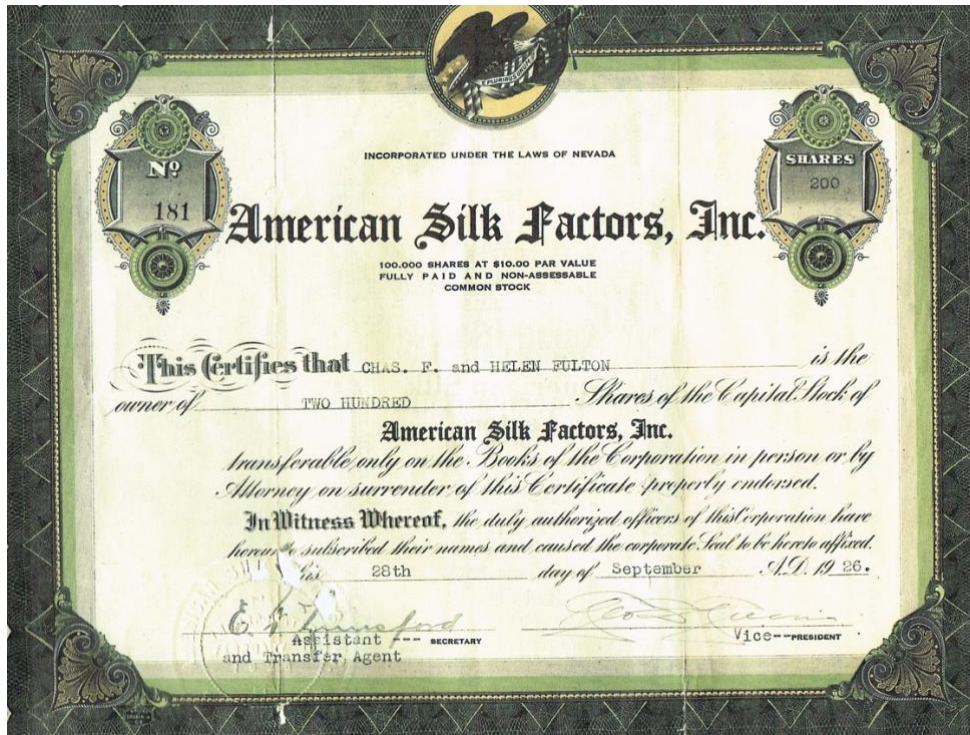 E PLURIBUS UNUM
INCORPORATED UNDER THE LAWS OF NEVADA
Nº
181
SHARES
200
American Silk Factors, Inc.
100.000 SHARES AT $10.00 PAR VALUE
FULLY PAID AND NON-ASSESSABLE
COMMON STOCK
This Certifies that CHAS. F. and HELEN FULTON is the
owner of TWO HUNDRED Shares of the Capital Stock of
American Silk Factors, Inc.
transferable only on the Books of the Corporation in person or by
Attorney on surrender of this Certificate properly endorsed.
In Witness Whereof, the duly authorized officers of this Corporation have
hereunto subscribed their names and caused the corporate Seal to be hereto affixed.
this 28th day of September A.D. 1926.
Assistant --- SECRETARY
Vice--PRESIDENT
and Transfer Agent